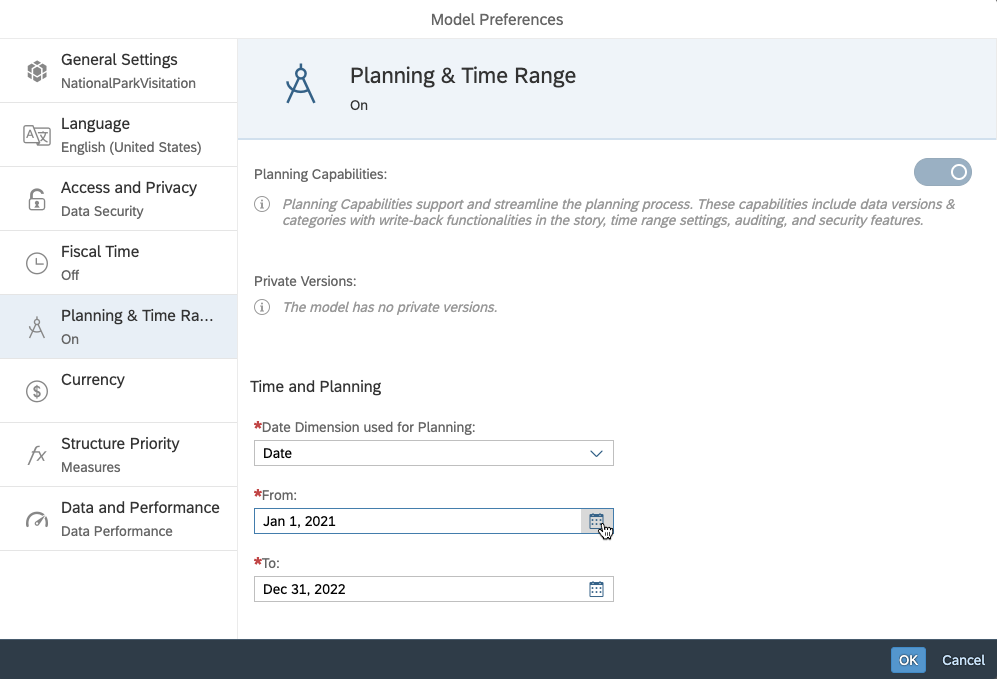 Model Preferences
General Settings
NationalParkVisitation
Language
English (United States)
Access and Privacy
Data Security
Fiscal Time
Off
Planning & Time Ra...
On
Currency
Structure Priority
Measures
Data and Performance
Data Performance
Planning & Time Range
On
Planning Capabilities:
Planning Capabilities support and streamline the planning process. These capabilities include data versions &
categories with write-back functionalities in the story, time range settings, auditing, and security features.
Private Versions:
The model has no private versions.
Time and Planning
*Date Dimension used for Planning:
Date
*From:
Jan 1, 2021
*To:
Dec 31, 2022
OK
Cancel